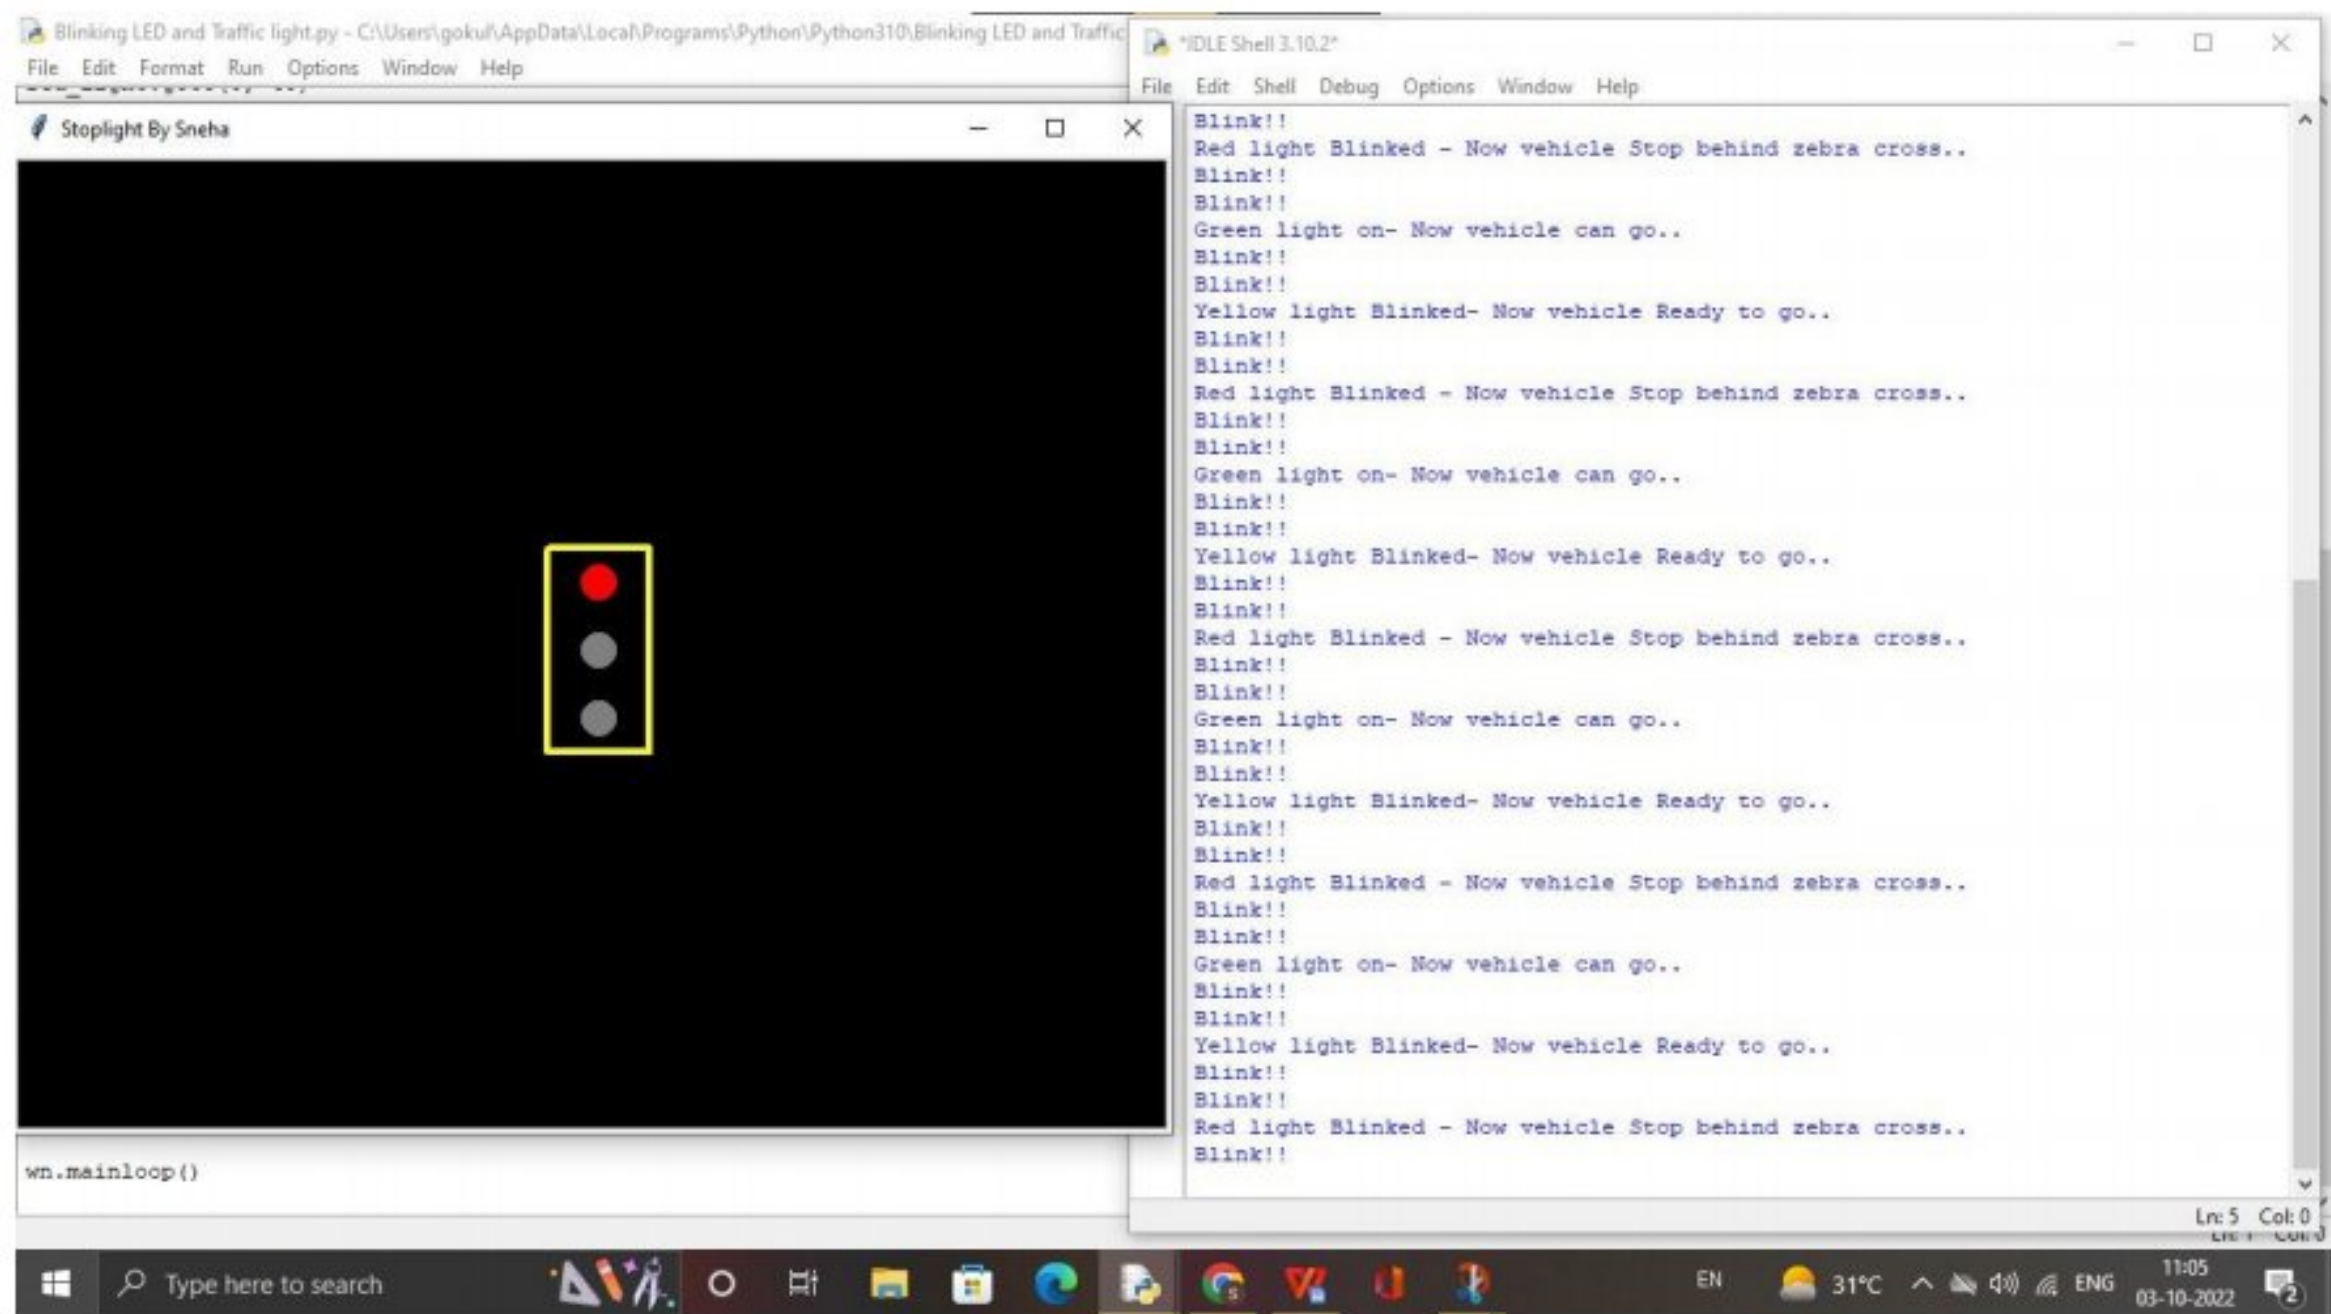 Blinking LED and Traffic light.py - C:\Users\gokul\AppData\Local\Programs\Python\Python310\Blinking LED and Traffic
File Edit Format Run Options Window Help
Stoplight By Sneha
wn.mainloop()
*IDLE Shell 3.10.2*
File Edit Shell Debug Options Window Help
Blink!!
Red light Blinked - Now vehicle Stop behind zebra cross..
Blink!!
Blink!!
Green light on- Now vehicle can go..
Blink!!
Blink!!
Yellow light Blinked- Now vehicle Ready to go..
Blink!!
Blink!!
Red light Blinked - Now vehicle Stop behind zebra cross..
Blink!!
Blink!!
Green light on- Now vehicle can go..
Blink!!
Blink!!
Yellow light Blinked- Now vehicle Ready to go..
Blink!!
Blink!!
Red light Blinked - Now vehicle Stop behind zebra cross..
Blink!!
Blink!!
Green light on- Now vehicle can go..
Blink!!
Blink!!
Yellow light Blinked- Now vehicle Ready to go..
Blink!!
Blink!!
Red light Blinked - Now vehicle Stop behind zebra cross..
Blink!!
Blink!!
Green light on- Now vehicle can go..
Blink!!
Blink!!
Yellow light Blinked- Now vehicle Ready to go..
Blink!!
Blink!!
Red light Blinked - Now vehicle Stop behind zebra cross..
Blink!!
Ln: 5 Col: 0
Type here to search
EN
31°C
ENG
11:05
03-10-2022
2